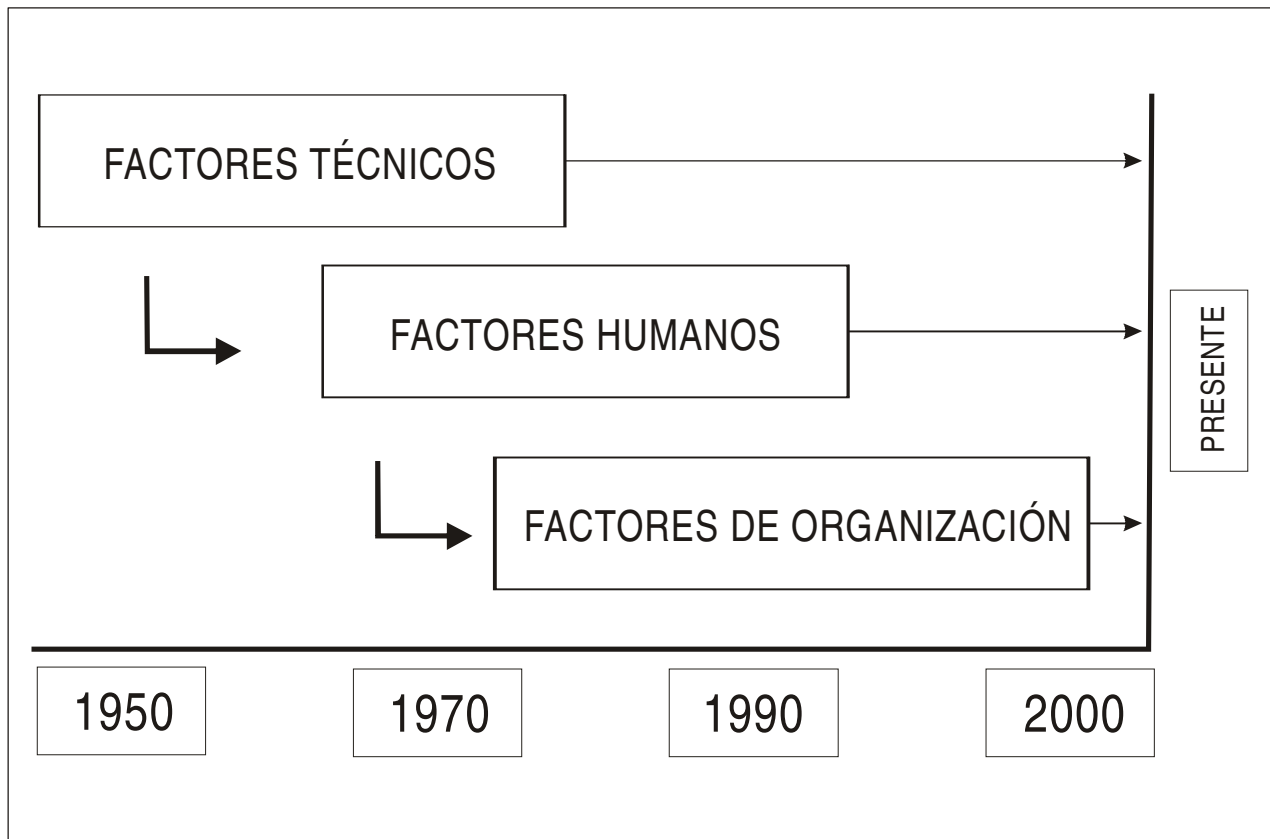 FACTORES TÉCNICOS
FACTORES HUMANOS
FACTORES DE ORGANIZACIÓN
PRESENTE
1950
1970
1990
2000